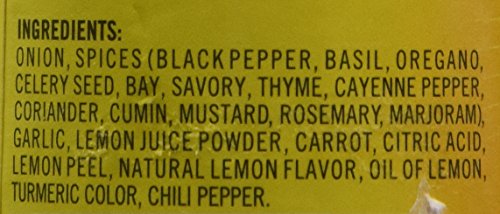 INGREDIENTS:
ONION, SPICES (BLACK PEPPER, BASIL, OREGANO,
CELERY SEED, BAY, SAVORY, THYME, CAYENNE PEPPER,
CORIANDER, CUMIN, MUSTARD, ROSEMARY, MARJORAM),
GARLIC, LEMON JUICE POWDER, CARROT, CITRIC ACID,
LEMON PEEL, NATURAL LEMON FLAVOR, OIL OF LEMON,
TURMERIC COLOR, CHILI PEPPER.